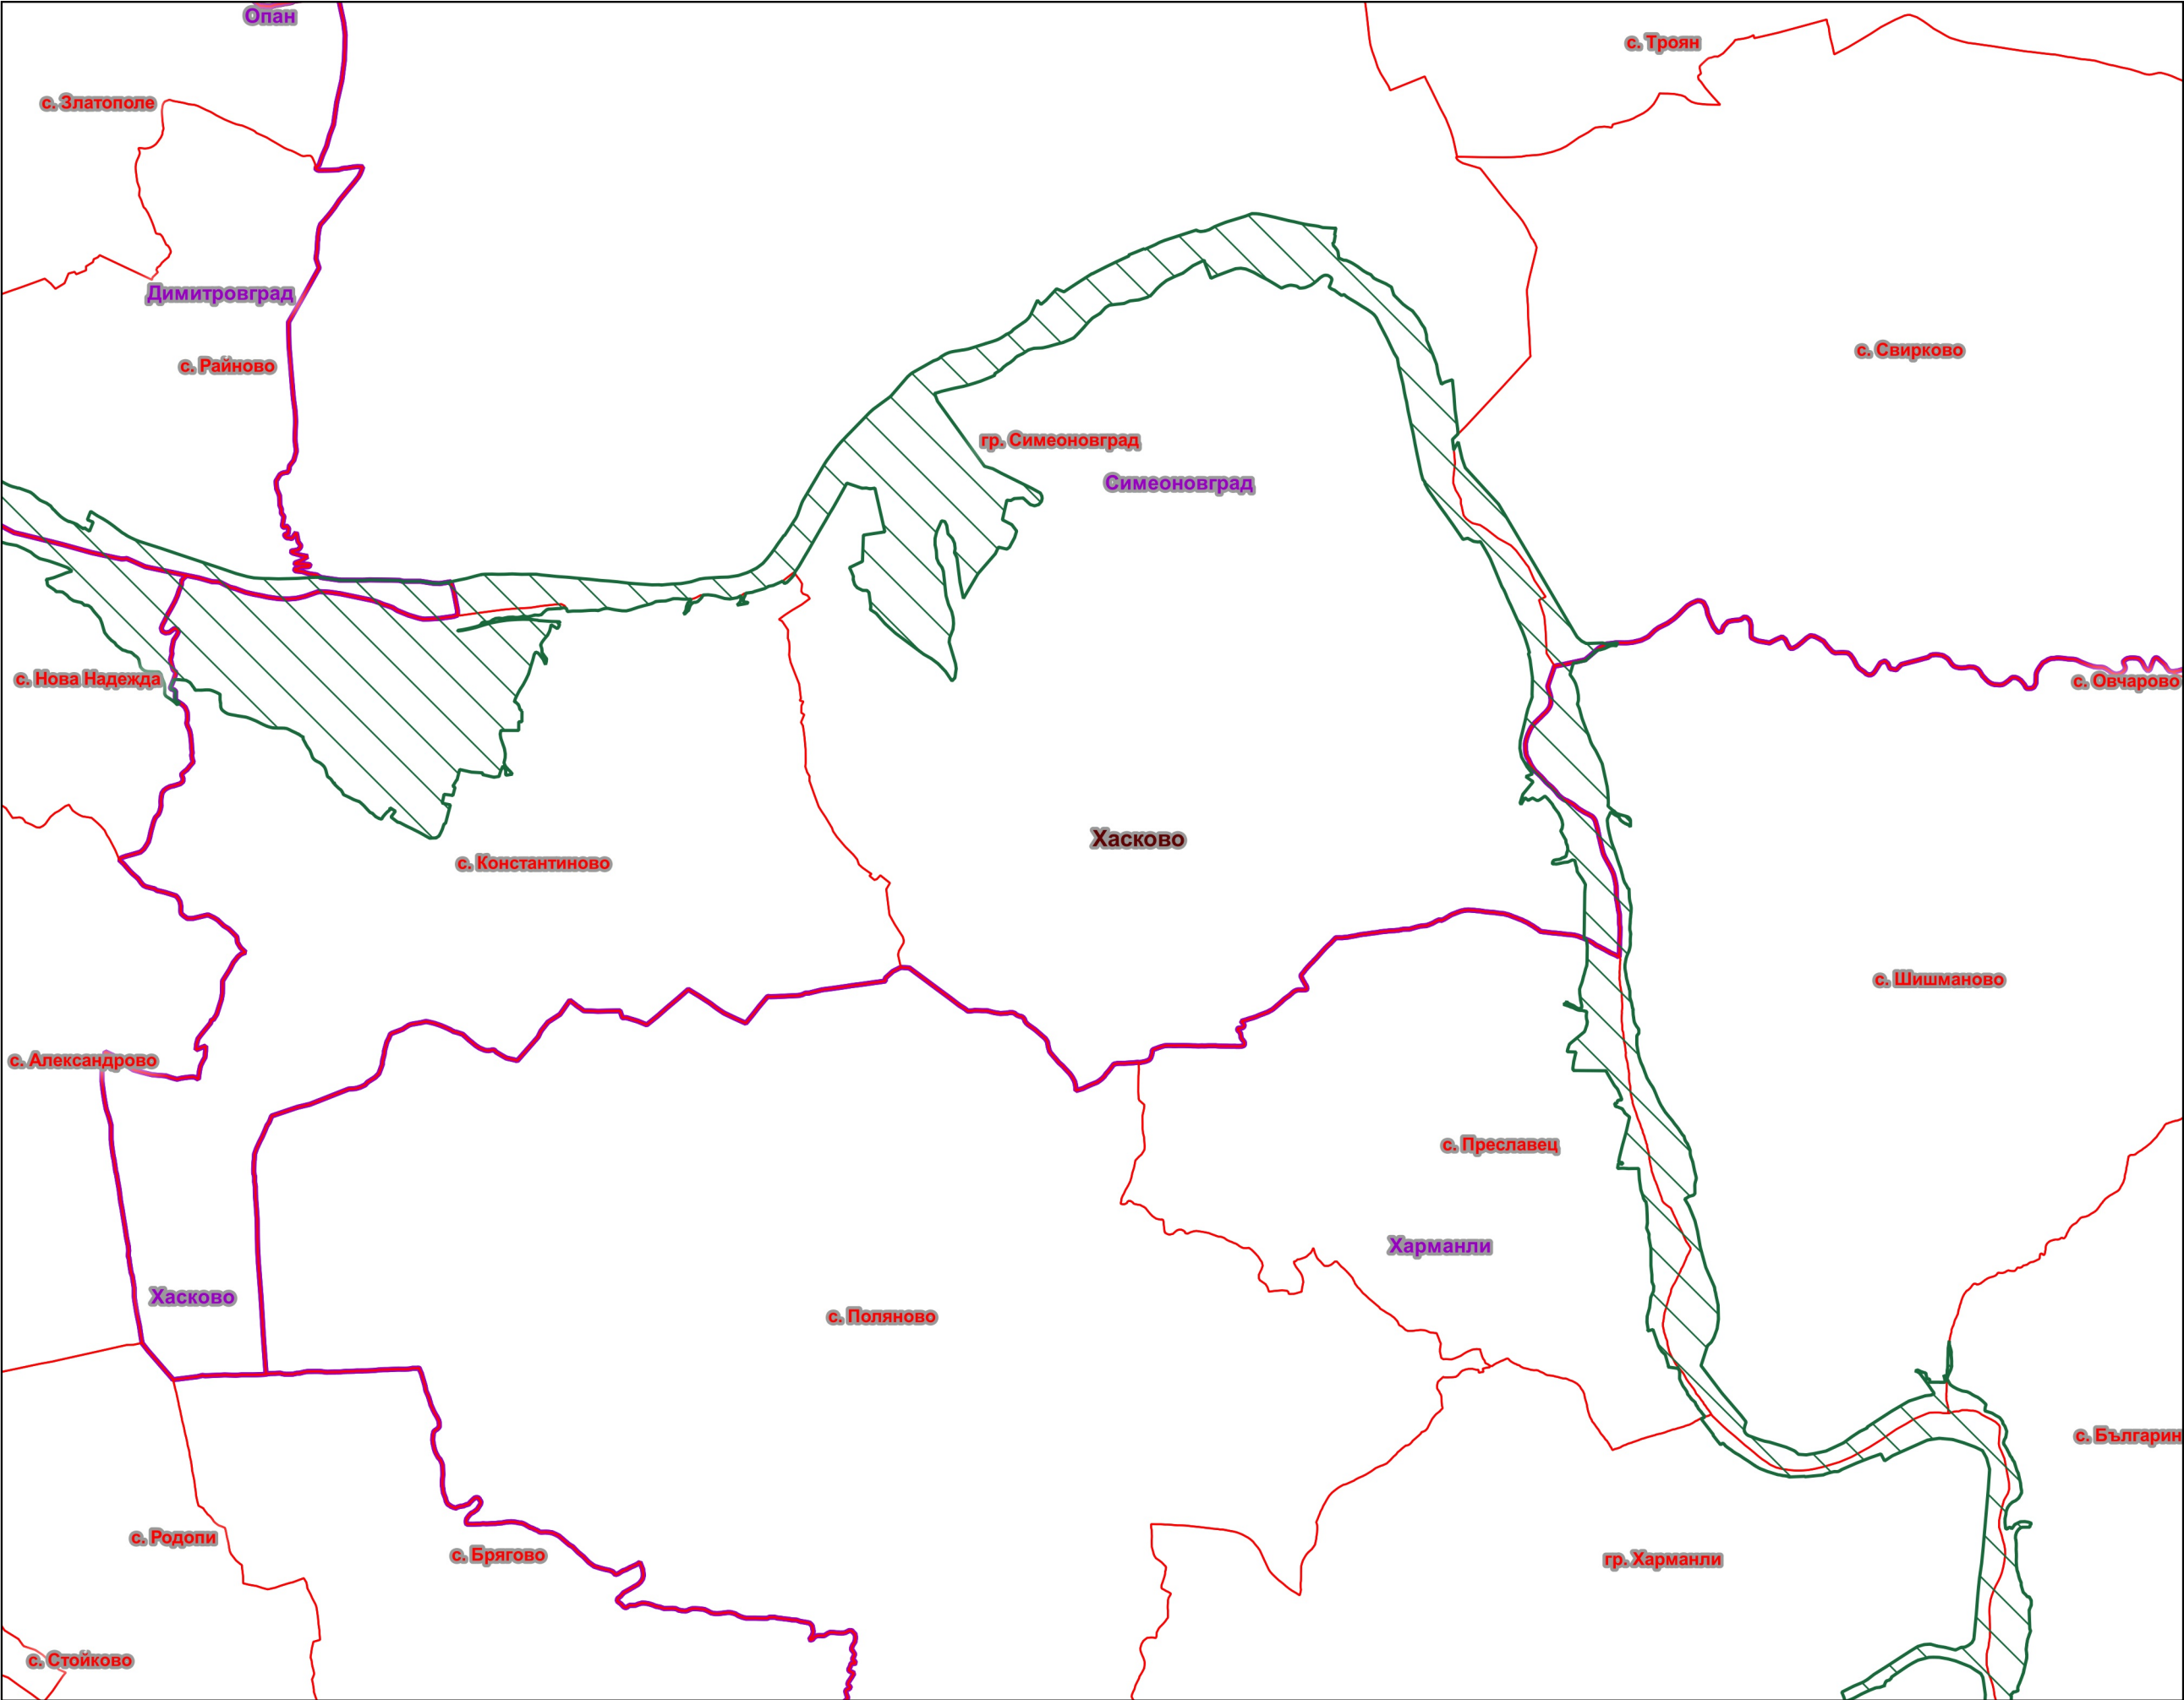 Опан
с. Троян
с. Златополе
Димитровград
с. Свирково
с. Райново
гр. Симеоновград
Симеоновград
с. Нова Надежда
с. Овчарово
Хасково
с. Константиново
с. Шишманово
с. Александрово
с. Преславец
Харманли
Хасково
с. Поляново
с. Българин
с. Родопи
с. Брягово
гр. Харманли
с. Стойково